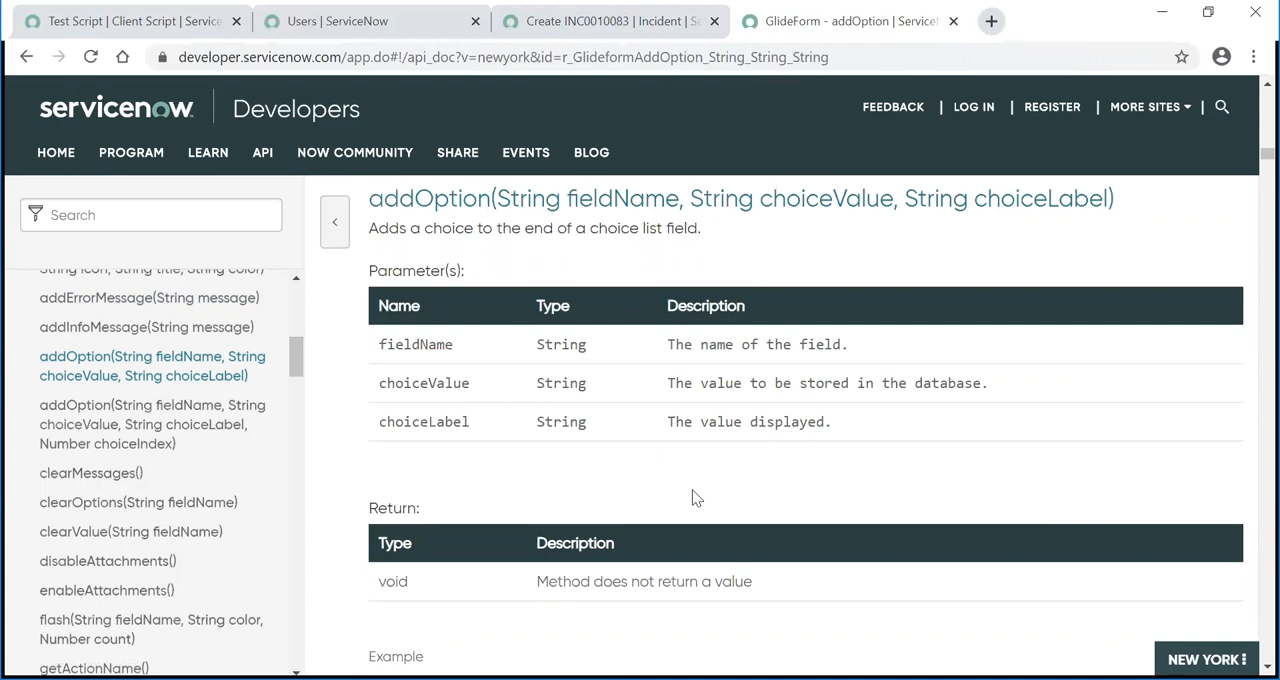 Test Script | Client Script | Service
Users | ServiceNow
Create INC0010083 | Incident | Se
GlideForm - addOption | ServiceN
developer.servicenow.com/app.do#!/api_doc?v=newyork&id=r_GlideformAddOption_String_String_String
servicenow
Developers
FEEDBACK | LOG IN | REGISTER | MORE SITES |
HOME PROGRAM LEARN API NOW COMMUNITY SHARE EVENTS BLOG
Search
String icon, String title, String color)
addErrorMessage(String message)
addInfoMessage(String message)
addOption(String fieldName, String
choiceValue, String choiceLabel)
addOption(String fieldName, String
choiceValue, String choiceLabel,
Number choiceIndex)
clearMessages()
clearOptions(String fieldName)
clearValue(String fieldName)
disableAttachments()
enableAttachments()
flash(String fieldName, String color,
Number count)
getActionName()
addOption(String fieldName, String choiceValue, String choiceLabel)
Adds a choice to the end of a choice list field.
Parameter(s):
Name Type Description
fieldName String The name of the field.
choiceValue String The value to be stored in the database.
choiceLabel String The value displayed.
Return:
Type Description
void Method does not return a value
Example
NEW YORK